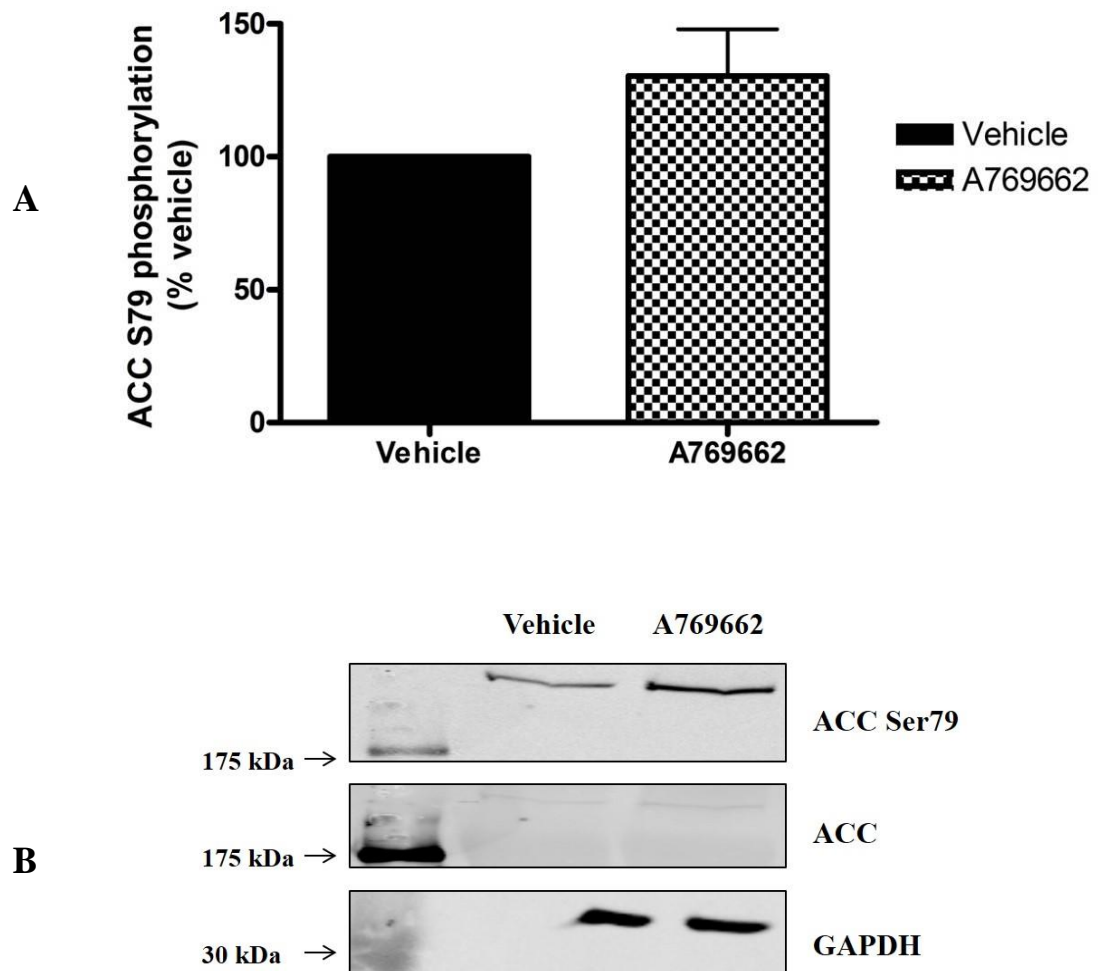 A
ACC S79 phosphorylation
(% vehicle)
150
100
50
0
Vehicle
A769662
Vehicle
A769662
B
Vehicle A769662
ACC Ser79
175 kDa →
ACC
175 kDa →
GAPDH
30 kDa →